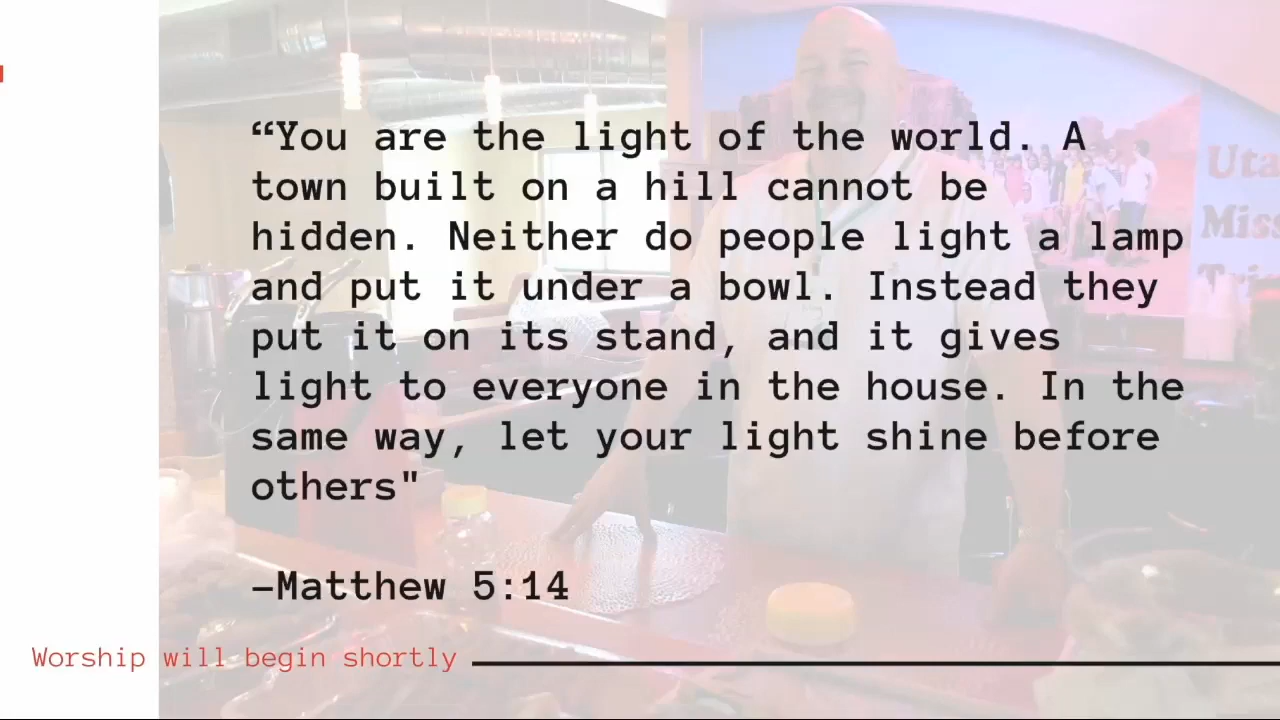 “You are the light of the world. A
town built on a hill cannot be
hidden. Neither do people light a lamp
and put it under a bowl. Instead they
put it on its stand, and it gives
light to everyone in the house. In the
same way, let your light shine before
others"
–Matthew 5:14
Worship will begin shortly